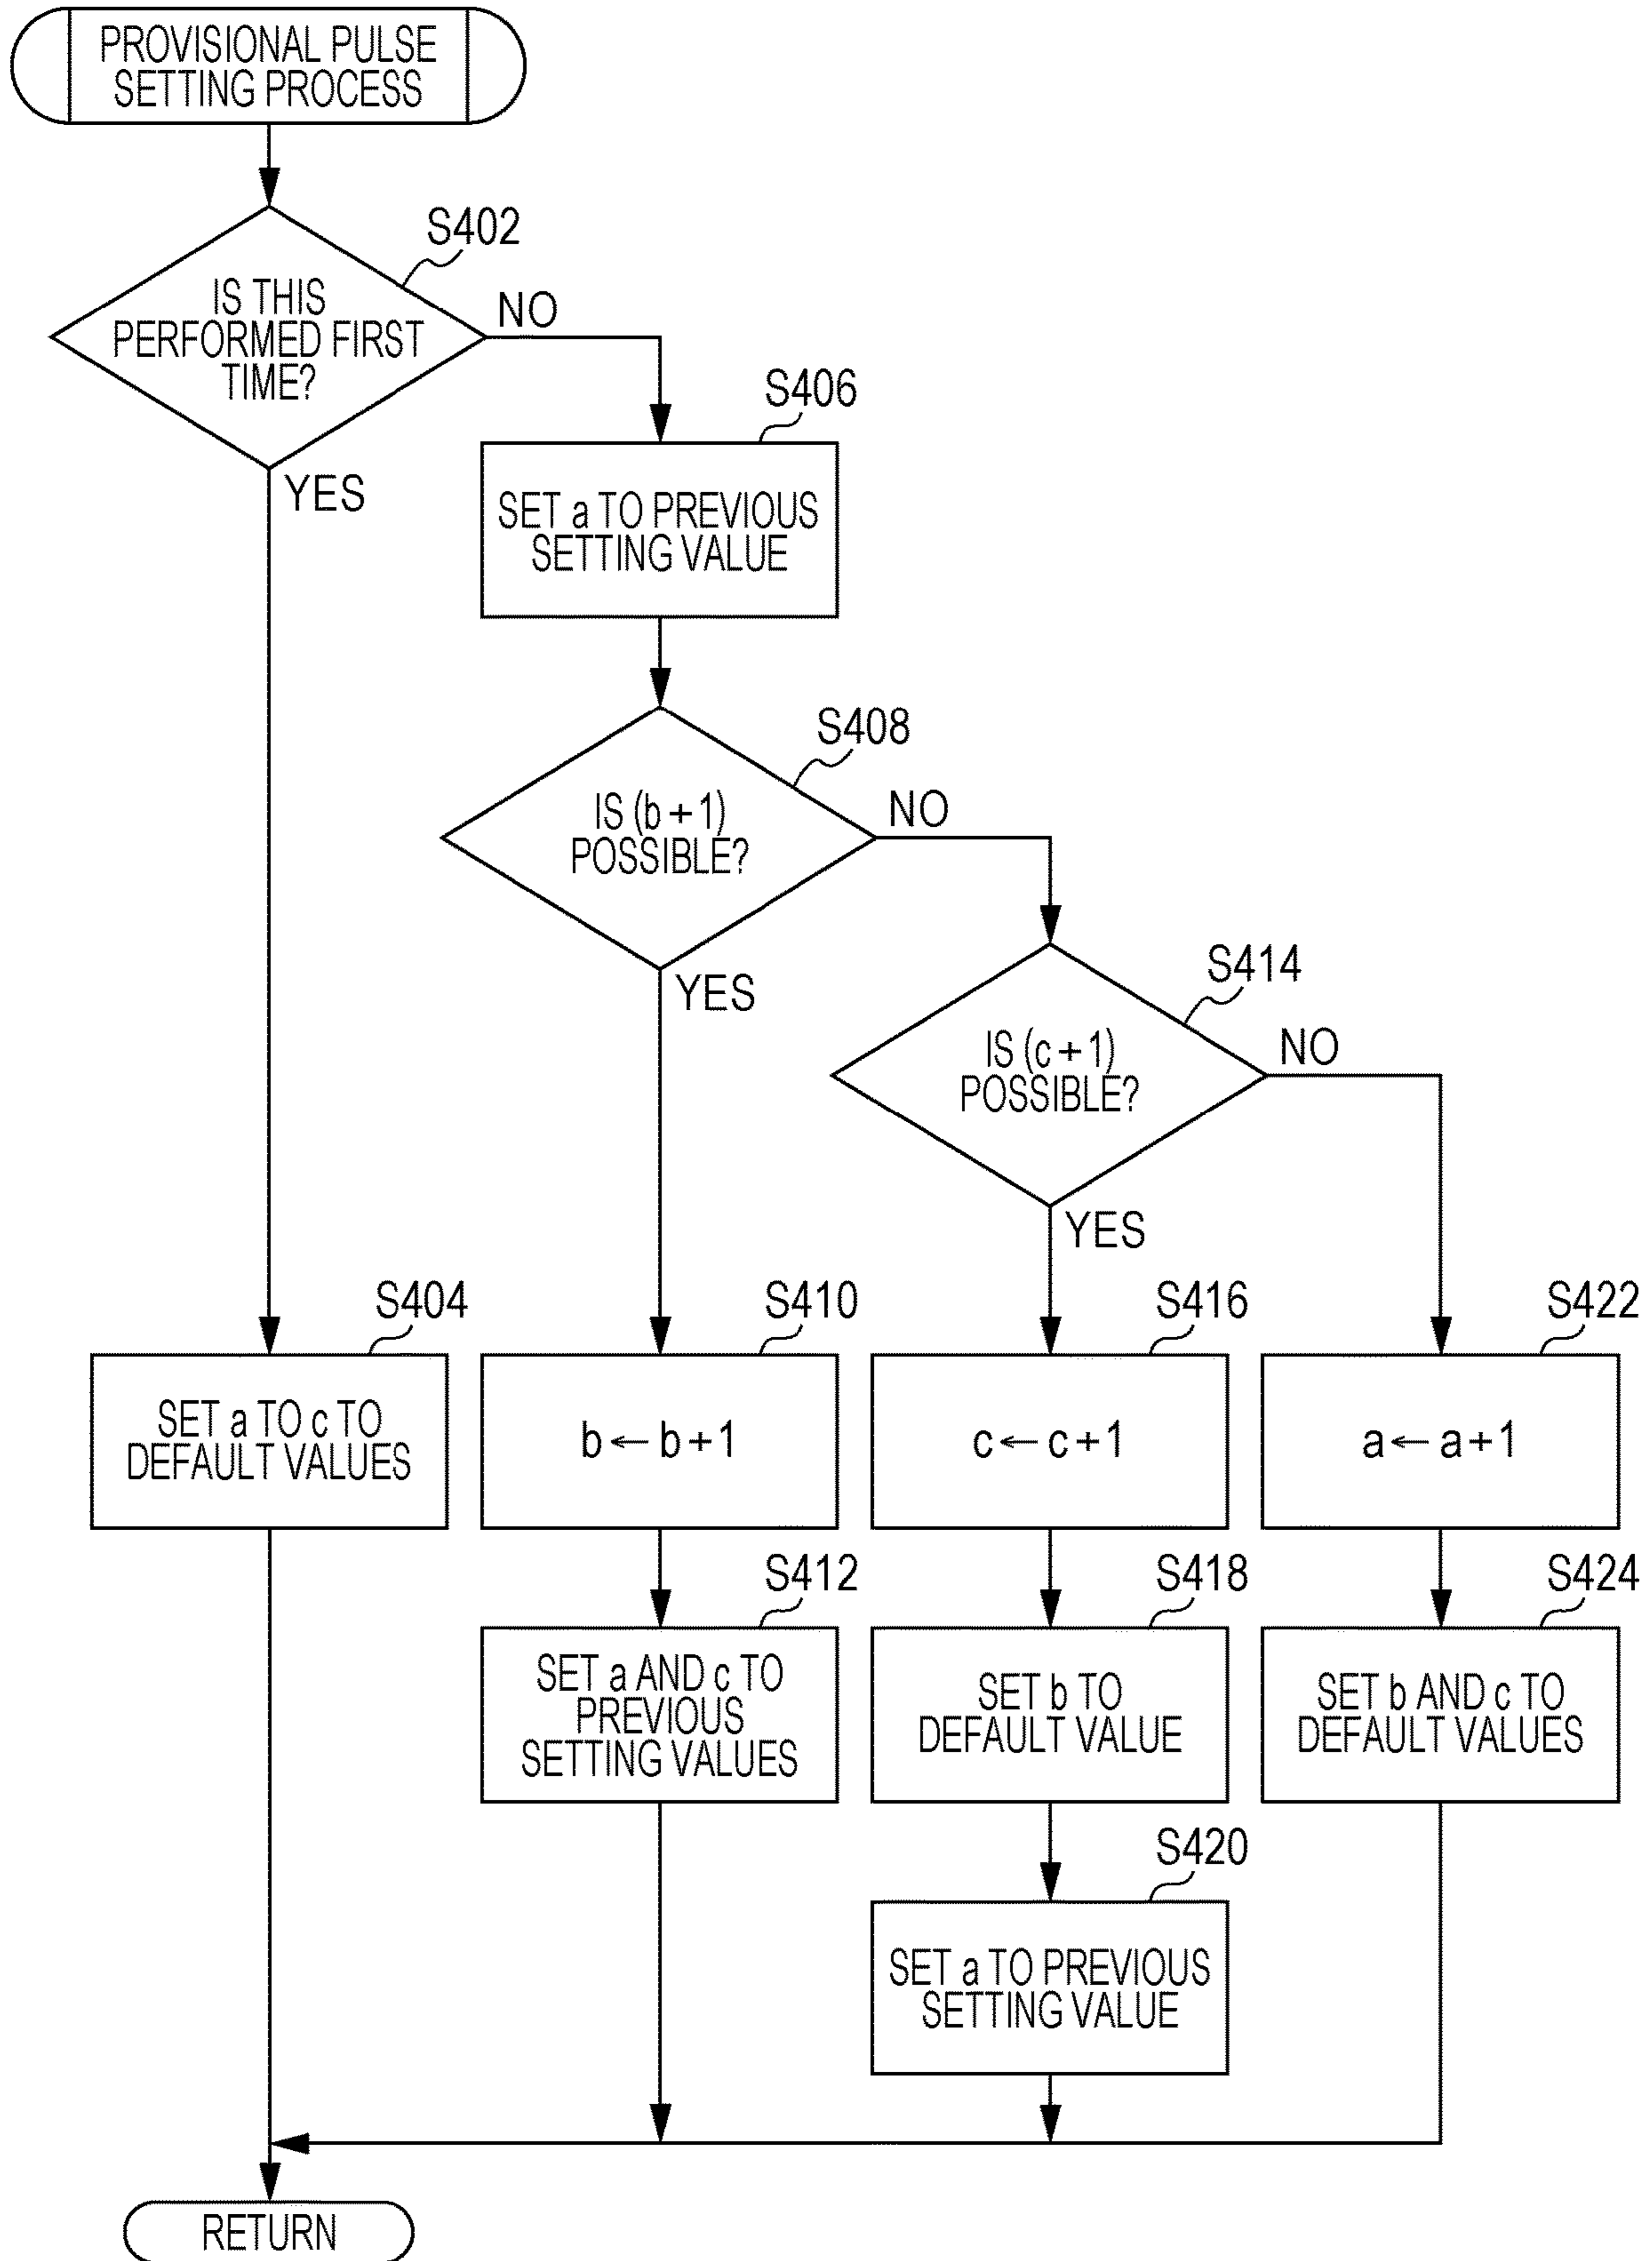 PROVISIONAL PULSE
SETTING PROCESS
S402
IS THIS
PERFORMED FIRST
TIME?
NO
YES
S406
SET a TO PREVIOUS
SETTING VALUE
S408
IS (b + 1)
POSSIBLE?
NO
YES
S414
IS (c + 1)
POSSIBLE?
NO
YES
S404
SET a TO c TO
DEFAULT VALUES
S410
b ← b + 1
S416
c ← c + 1
S422
a ← a + 1
S412
SET a AND c TO
PREVIOUS
SETTING VALUES
S418
SET b TO
DEFAULT VALUE
S424
SET b AND c TO
DEFAULT VALUES
S420
SET a TO PREVIOUS
SETTING VALUE
RETURN